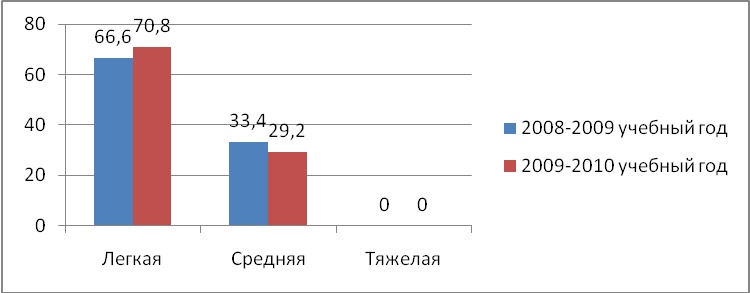 80
60
40
20
0
66,6
70,8
33,4
29,2
0
0
Легкая
Средняя
Тяжелая
2008-2009 учебный год
2009-2010 учебный год